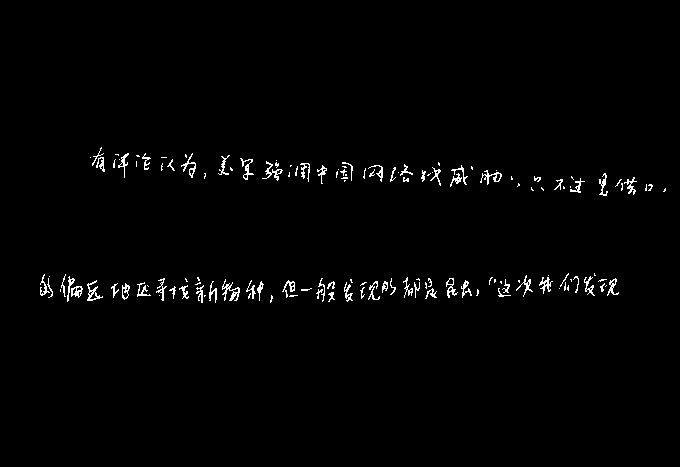 有评论认为，美军强调中国网络战威胁，只不过是借口，
的偏远地区寻找新物种，但一般发现的都是昆虫，“这次我们发现